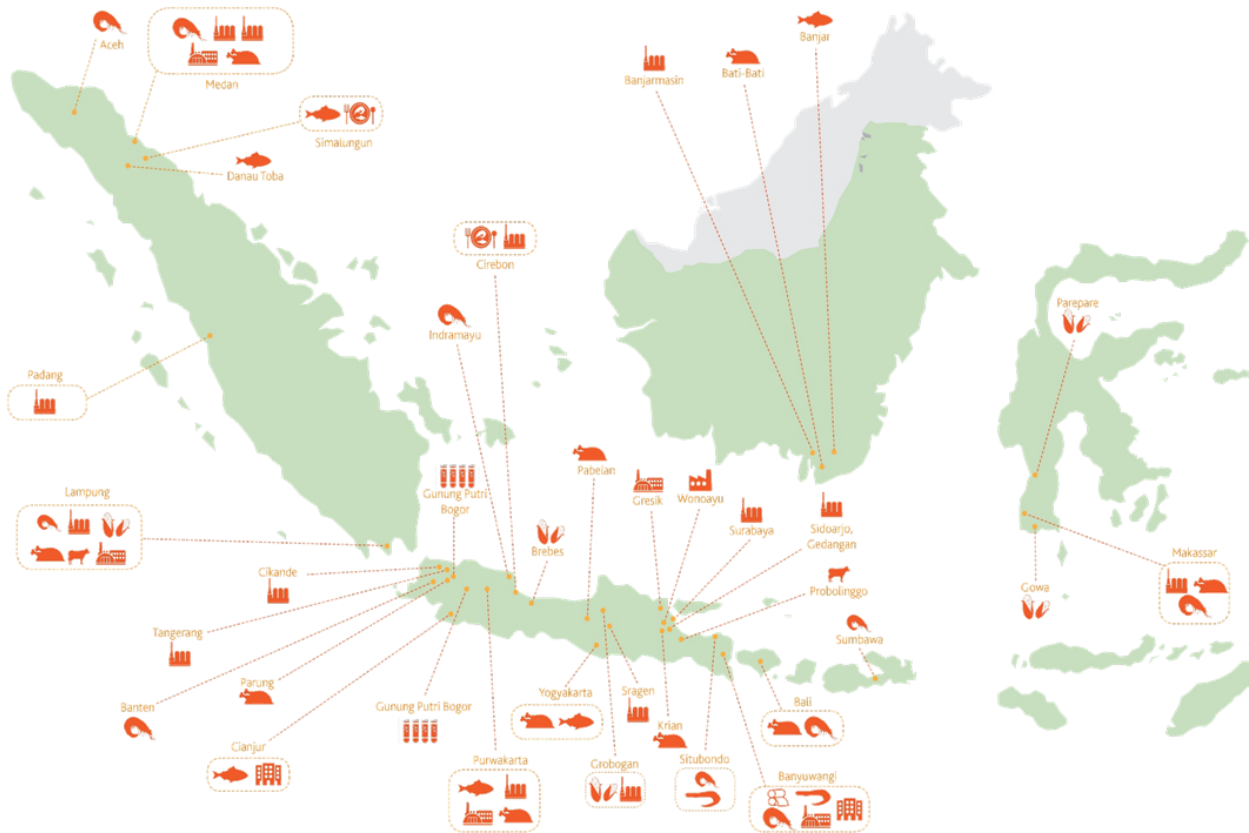 Aceh
Medan
Simalungun
Danau Toba
Banjarmasin
Bati-Bati
Banjar
Cirebon
Indramayu
Parepare
Padang
Lampung
Gunung Putri
Bogor
Brebes
Pabelan
Gresik
Wonoayu
Surabaya
Sidoarjo,
Gedangan
Probolinggo
Sumbawa
Gowa
Makassar
Cikande
Tangerang
Banten
Parung
Cianjur
Gunung Putri Bogor
Purwakarta
Yogyakarta
Sragen
Grobogan
Krian
Situbondo
Bali
Banyuwangi